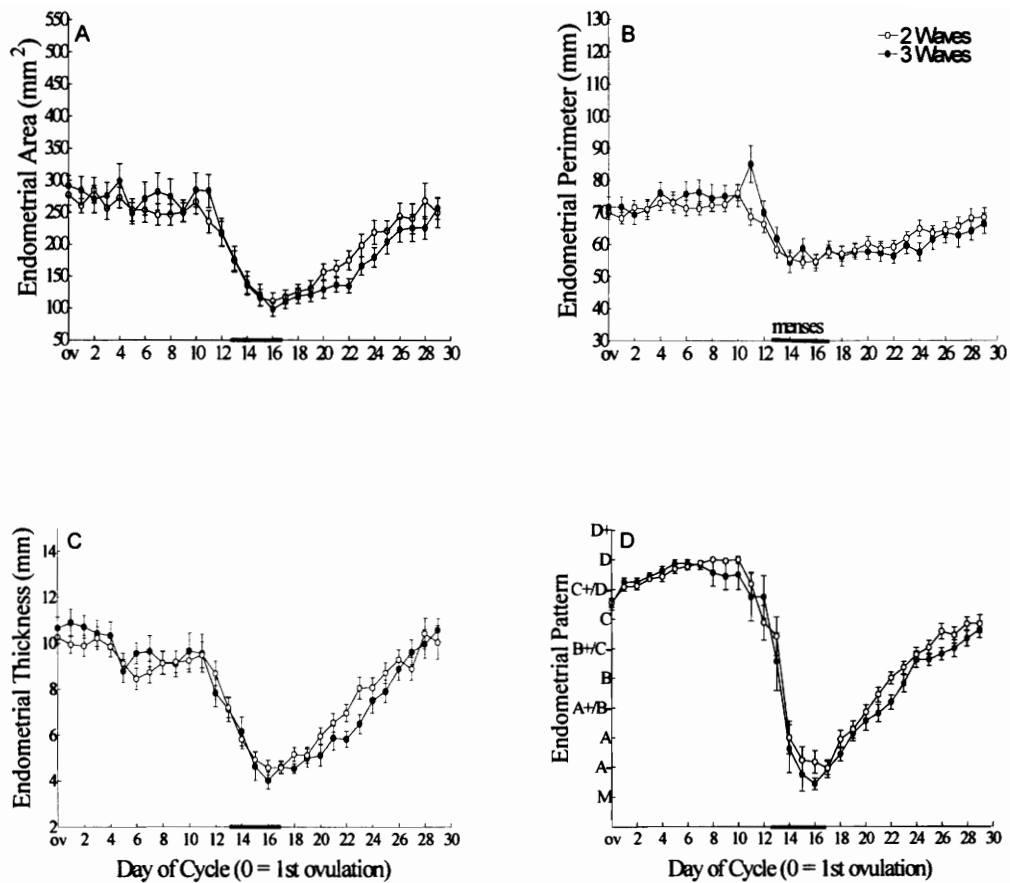 A
Endometrial Area (mm2)
550
500
450
400
350
300
250
200
150
100
50
ov 2 4 6 8 10 12 14 16 18 20 22 24 26 28 30
B
2 Waves
3 Waves
Endometrial Perimeter (mm)
130
120
110
100
90
80
70
60
50
40
30
menses
ov 2 4 6 8 10 12 14 16 18 20 22 24 26 28 30
C
Endometrial Thickness (mm)
14
12
10
8
6
4
2
ov 2 4 6 8 10 12 14 16 18 20 22 24 26 28 30
Day of Cycle (0 = 1st ovulation)
D
Endometrial Pattern
D+
D
C+/D-
C
B+/C-
B
A+/B-
A
A-
M
ov 2 4 6 8 10 12 14 16 18 20 22 24 26 28 30
Day of Cycle (0 = 1st ovulation)